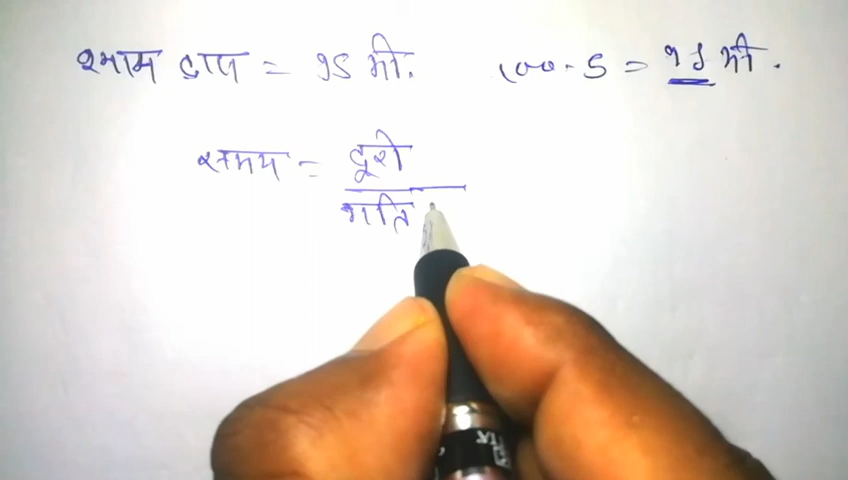 श्याम द्वारा = 95 मी. 100 - 5 = 95 मी.
समय = दूरी
गति